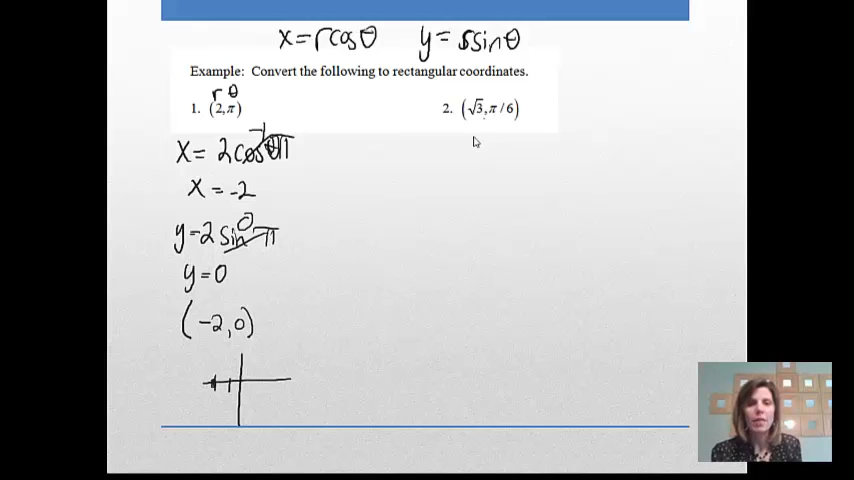 x = r cos θ   y = r sin θ
Example: Convert the following to rectangular coordinates.
r θ
1. (2, π)   2. (√3, π / 6)
-1
x = 2 cos π
x = -2
0
y = 2 sin π
y = 0
(-2, 0)